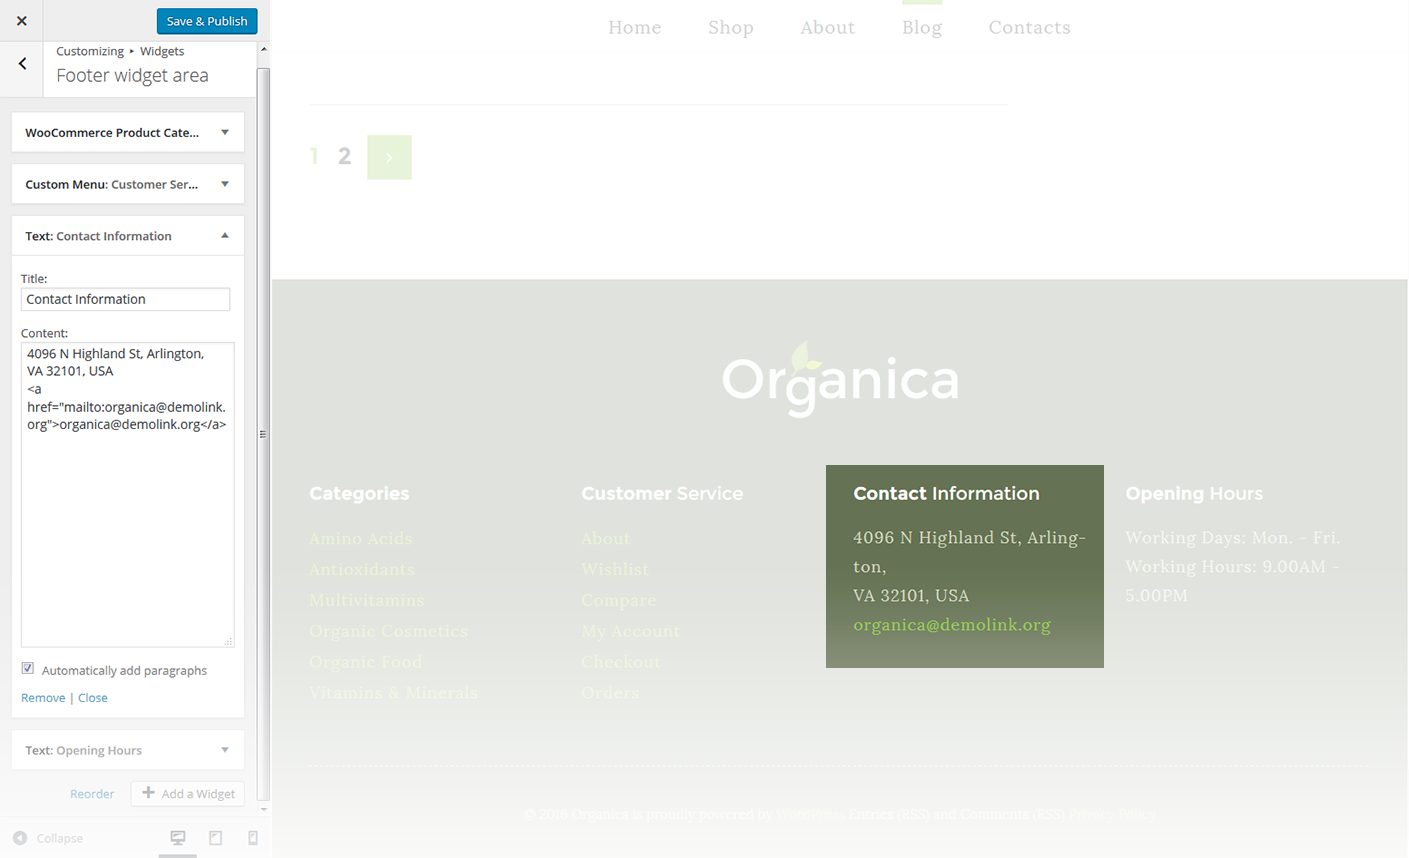 Save & Publish
Customizing ▸ Widgets
Footer widget area
WooCommerce Product Cate...
Custom Menu: Customer Ser...
Text: Contact Information
Title:
Contact Information
Content:
4096 N Highland St, Arlington,
VA 32101, USA
<a
href="mailto:organica@demolink.
org">organica@demolink.org</a>
Automatically add paragraphs
Remove | Close
Text: Opening Hours
Reorder
Add a Widget
Collapse
Home Shop About Blog Contacts
1 2
Organica
Categories
Amino Acids
Antioxidants
Multivitamins
Organic Cosmetics
Organic Food
Vitamins & Minerals
Customer Service
About
Wishlist
Compare
My Account
Checkout
Orders
Contact Information
4096 N Highland St, Arling-
ton,
VA 32101, USA
organica@demolink.org
Opening Hours
Working Days: Mon. - Fri.
Working Hours: 9.00AM -
5.00PM
Organica is proudly powered by WordPress Entries (RSS) and Comments (RSS) Privacy Policy